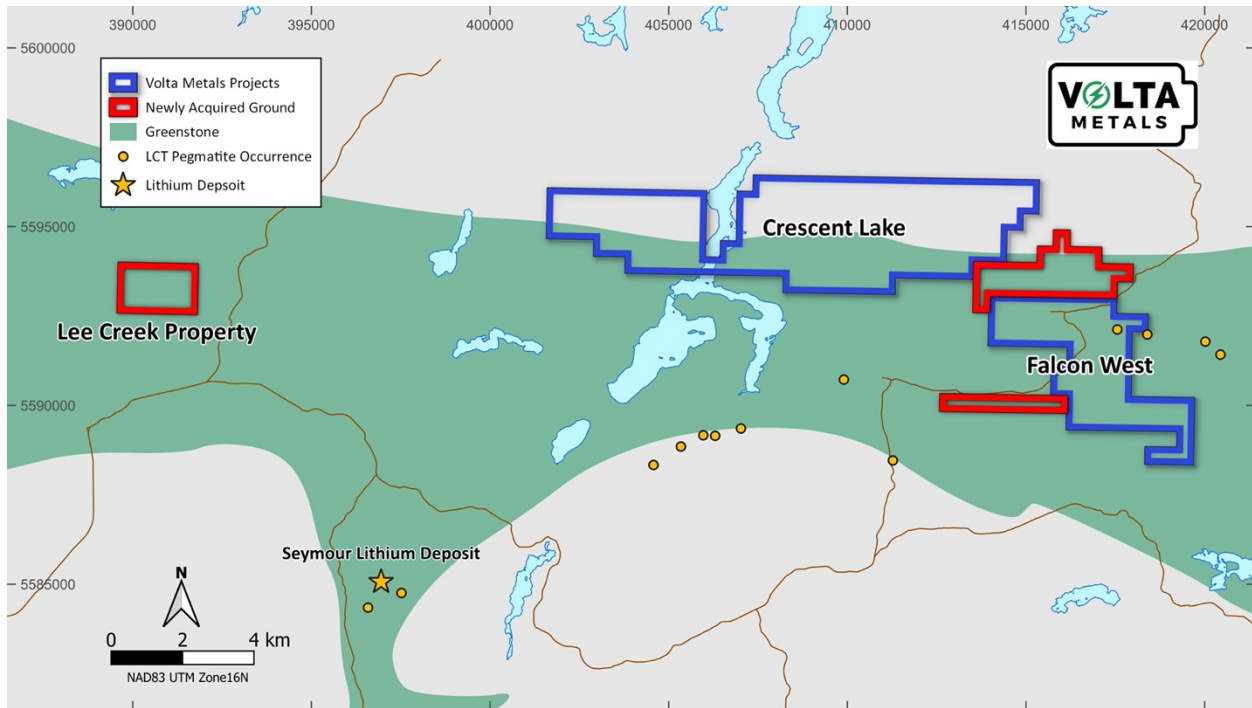 390000 395000 400000 405000 410000 415000 420000
5600000
Volta Metals Projects
Newly Acquired Ground
Greenstone
LCT Pegmatite Occurrence
Lithium Depsoit
VOLTA
METALS
5595000
Crescent Lake
Lee Creek Property
Falcon West
5590000
Seymour Lithium Deposit
5585000
N
0 2 4 km
NAD83 UTM Zone16N